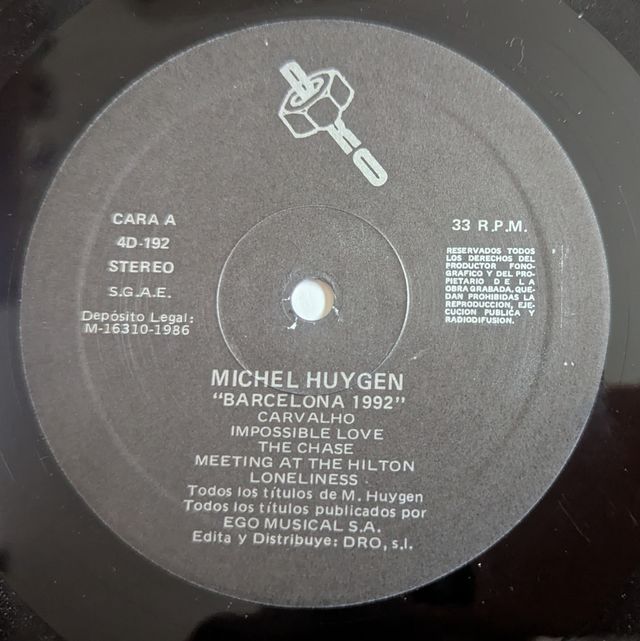 DRO
CARA A
4D-192
STEREO
S.G.A.E.
Depósito Legal:
M-16310-1986
33 R.P.M.
RESERVADOS TODOS
LOS DERECHOS DEL
PRODUCTOR FONO-
GRAFICO Y DEL PRO-
PIETARIO DE LA
OBRA GRABADA. QUE-
DAN PROHIBIDAS LA
REPRODUCCION, EJE-
CUCION PUBLICA Y
RADIODIFUSION.
MICHEL HUYGEN
"BARCELONA 1992"
CARVALHO
IMPOSSIBLE LOVE
THE CHASE
MEETING AT THE HILTON
LONELINESS
Todos los títulos de M. Huygen
Todos los títulos publicados por
EGO MUSICAL S.A.
Edita y Distribuye: DRO, s.l.